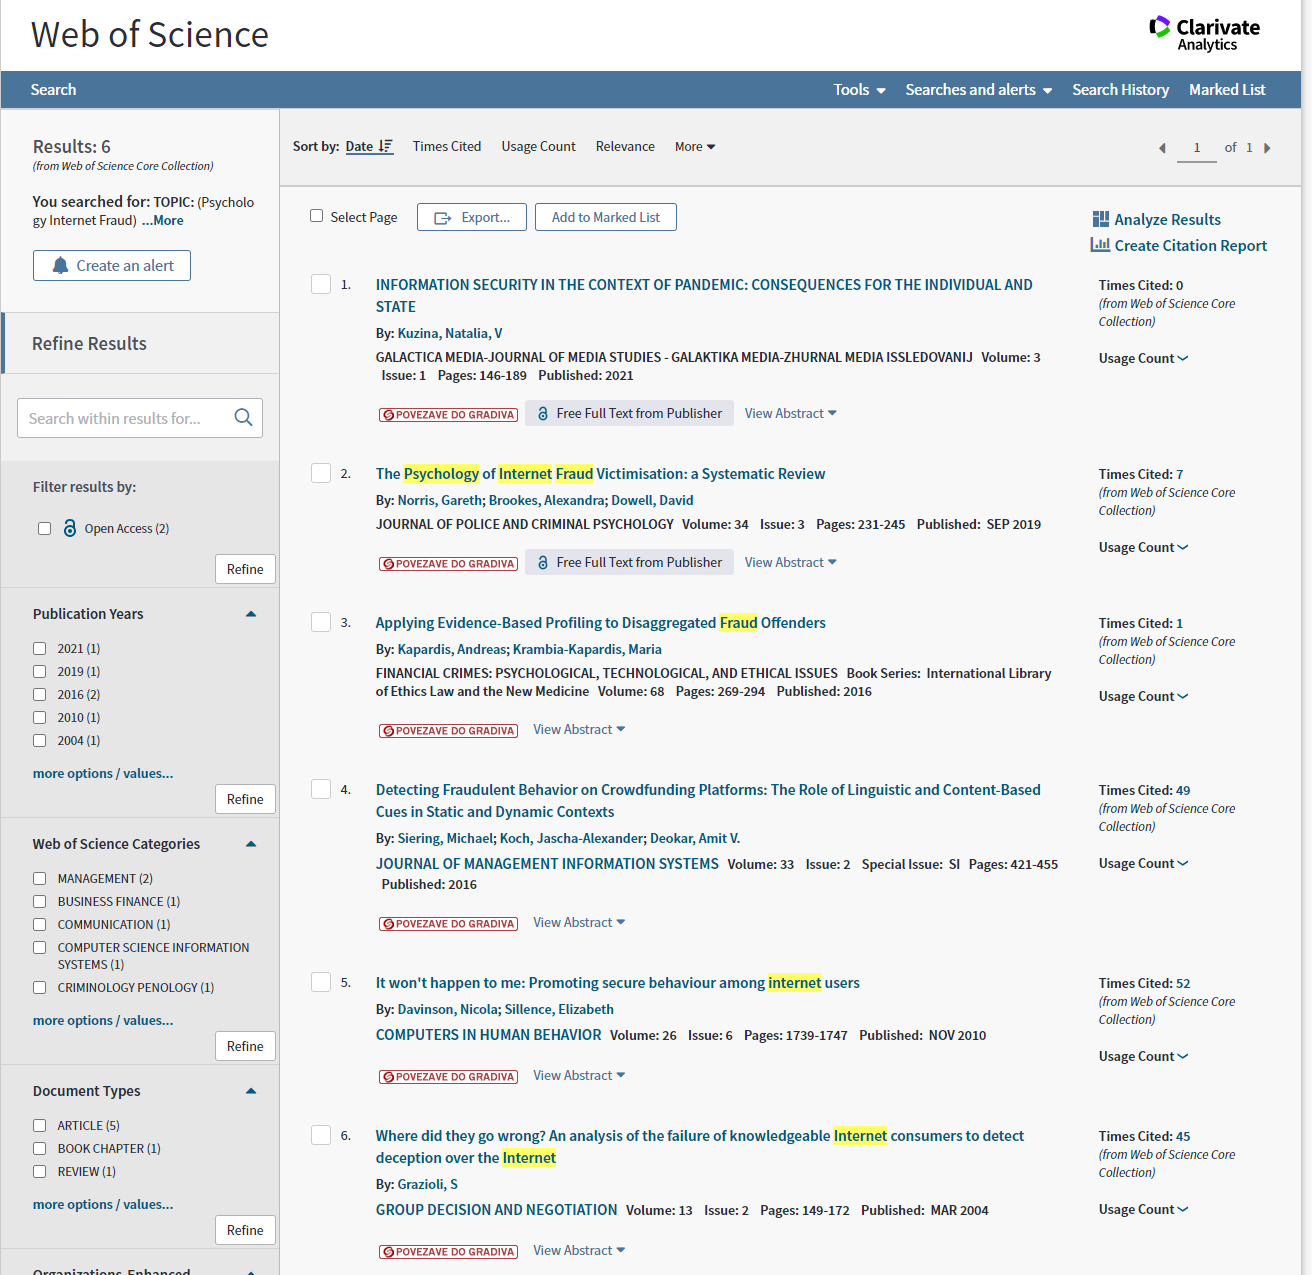 Web of Science
Clarivate
Analytics
Search
Tools
Searches and alerts
Search History
Marked List
Results: 6
(from Web of Science Core Collection)
You searched for: TOPIC: (Psycholo
gy Internet Fraud) ...More
Create an alert
Refine Results
Search within results for...
Filter results by:
Open Access (2)
Refine
Publication Years
2021 (1)
2019 (1)
2016 (2)
2010 (1)
2004 (1)
more options / values...
Refine
Web of Science Categories
MANAGEMENT (2)
BUSINESS FINANCE (1)
COMMUNICATION (1)
COMPUTER SCIENCE INFORMATION
SYSTEMS (1)
CRIMINOLOGY PENOLOGY (1)
more options / values...
Refine
Document Types
ARTICLE (5)
BOOK CHAPTER (1)
REVIEW (1)
more options / values...
Refine
Organizations-Enhanced
Sort by: Date Times Cited Usage Count Relevance More
1 of 1
Select Page Export... Add to Marked List
Analyze Results
Create Citation Report
1. INFORMATION SECURITY IN THE CONTEXT OF PANDEMIC: CONSEQUENCES FOR THE INDIVIDUAL AND
STATE
By: Kuzina, Natalia, V
GALACTICA MEDIA-JOURNAL OF MEDIA STUDIES - GALAKTIKA MEDIA-ZHURNAL MEDIA ISSLEDOVANIJ Volume: 3
Issue: 1 Pages: 146-189 Published: 2021
POVEZAVE DO GRADIVA Free Full Text from Publisher View Abstract
Times Cited: 0
(from Web of Science Core
Collection)
Usage Count
2. The Psychology of Internet Fraud Victimisation: a Systematic Review
By: Norris, Gareth; Brookes, Alexandra; Dowell, David
JOURNAL OF POLICE AND CRIMINAL PSYCHOLOGY Volume: 34 Issue: 3 Pages: 231-245 Published: SEP 2019
POVEZAVE DO GRADIVA Free Full Text from Publisher View Abstract
Times Cited: 7
(from Web of Science Core
Collection)
Usage Count
3. Applying Evidence-Based Profiling to Disaggregated Fraud Offenders
By: Kapardis, Andreas; Krambia-Kapardis, Maria
FINANCIAL CRIMES: PSYCHOLOGICAL, TECHNOLOGICAL, AND ETHICAL ISSUES Book Series: International Library
of Ethics Law and the New Medicine Volume: 68 Pages: 269-294 Published: 2016
POVEZAVE DO GRADIVA View Abstract
Times Cited: 1
(from Web of Science Core
Collection)
Usage Count
4. Detecting Fraudulent Behavior on Crowdfunding Platforms: The Role of Linguistic and Content-Based
Cues in Static and Dynamic Contexts
By: Siering, Michael; Koch, Jascha-Alexander; Deokar, Amit V.
JOURNAL OF MANAGEMENT INFORMATION SYSTEMS Volume: 33 Issue: 2 Special Issue: SI Pages: 421-455
Published: 2016
POVEZAVE DO GRADIVA View Abstract
Times Cited: 49
(from Web of Science Core
Collection)
Usage Count
5. It won't happen to me: Promoting secure behaviour among internet users
By: Davinson, Nicola; Sillence, Elizabeth
COMPUTERS IN HUMAN BEHAVIOR Volume: 26 Issue: 6 Pages: 1739-1747 Published: NOV 2010
POVEZAVE DO GRADIVA View Abstract
Times Cited: 52
(from Web of Science Core
Collection)
Usage Count
6. Where did they go wrong? An analysis of the failure of knowledgeable Internet consumers to detect
deception over the Internet
By: Grazioli, S
GROUP DECISION AND NEGOTIATION Volume: 13 Issue: 2 Pages: 149-172 Published: MAR 2004
POVEZAVE DO GRADIVA View Abstract
Times Cited: 45
(from Web of Science Core
Collection)
Usage Count